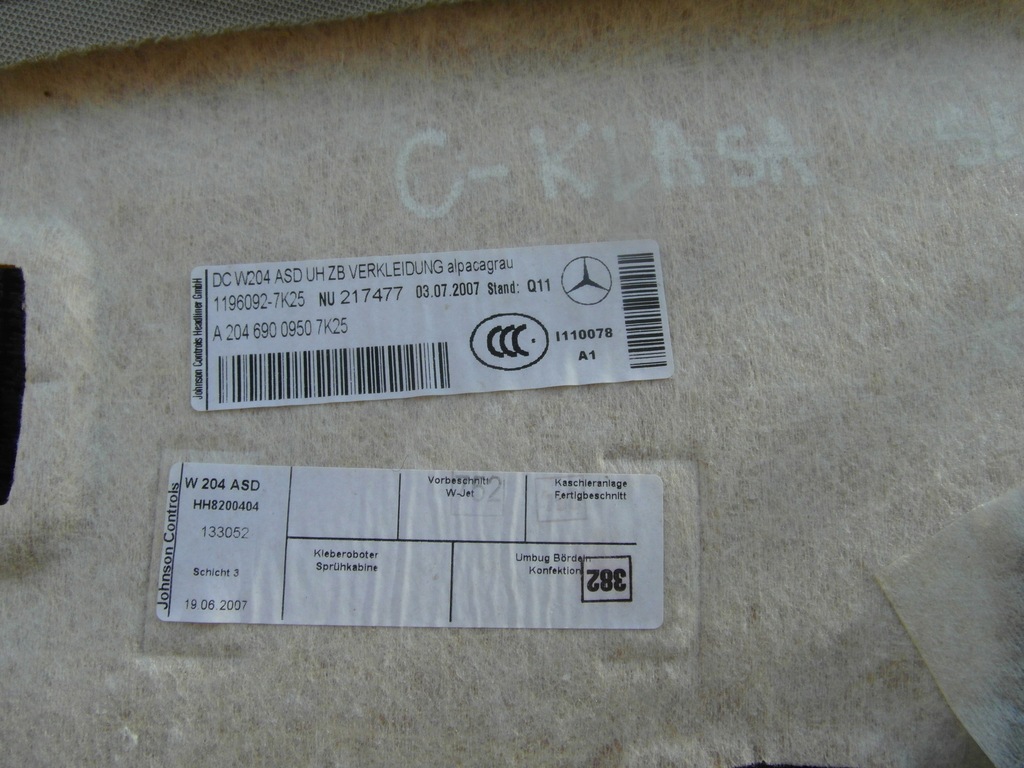 C-KLASA
Johnson Controls Headliner GmbH
DC W204 ASD UH ZB VERKLEIDUNG alpacagrau
1196092-7K25 NU 217477 03.07.2007 Stand: Q11
A 204 690 0950 7K25
CCC
I110078
A1
Johnson Controls
W 204 ASD
HH8200404
133052
Schicht 3
19.06.2007
Vorbeschnitt
W-Jet
Kaschieranlage
Fertigbeschnitt
Kleberoboter
Sprühkabine
Umbug Bördeln
Konfektion
382